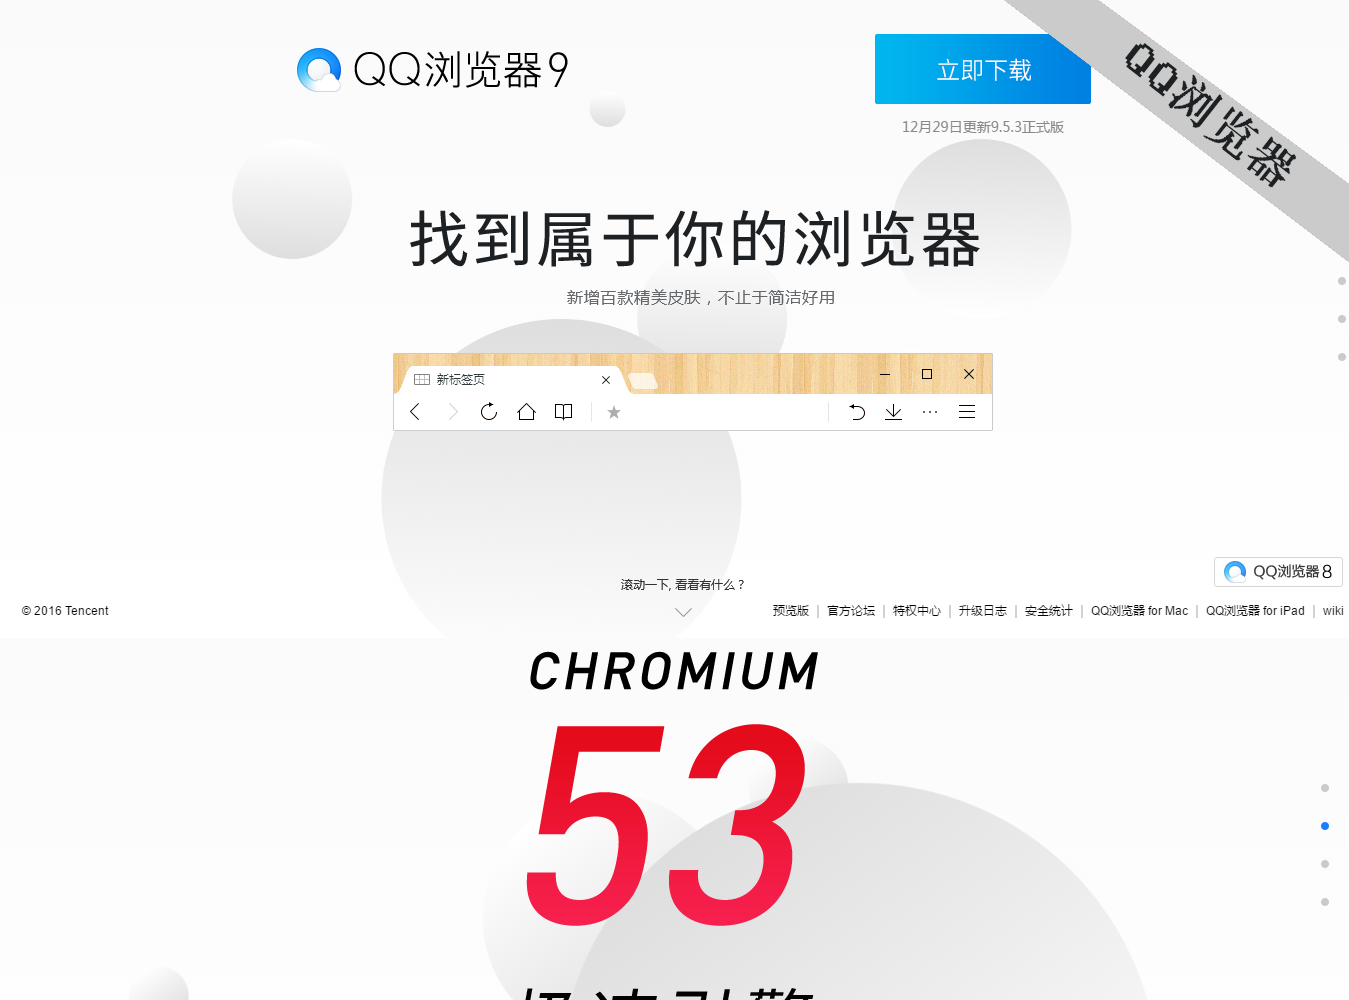 QQ浏览器9
立即下载
12月29日更新9.5.3正式版
QQ浏览器
找到属于你的浏览器
新增百款精美皮肤，不止于简洁好用
新标签页
QQ浏览器8
滚动一下, 看看有什么？
© 2016 Tencent
预览版 | 官方论坛 | 特权中心 | 升级日志 | 安全统计 | QQ浏览器 for Mac | QQ浏览器 for iPad | wiki
CHROMIUM
53